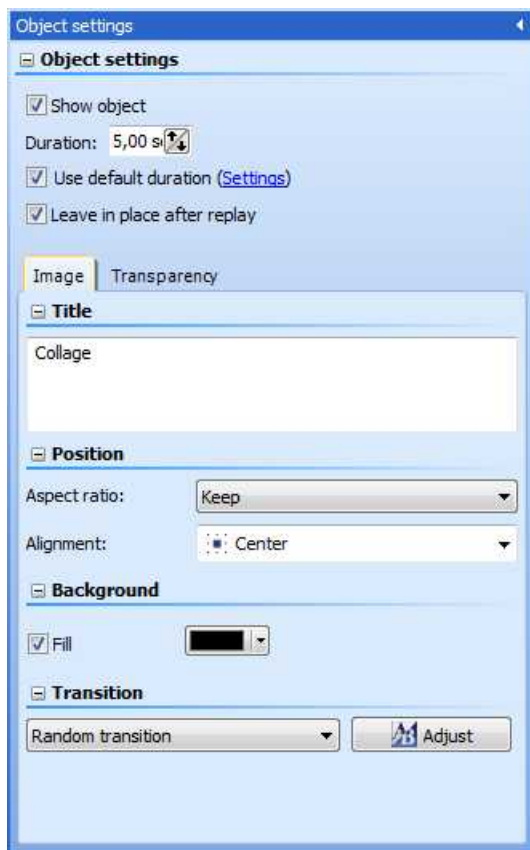 Object settings
Object settings
Show object
Duration: 5,00
Use default duration (Settings)
Leave in place after replay
Image Transparency
Title
Collage
Position
Aspect ratio: Keep
Alignment: Center
Background
Fill
Transition
Random transition Adjust